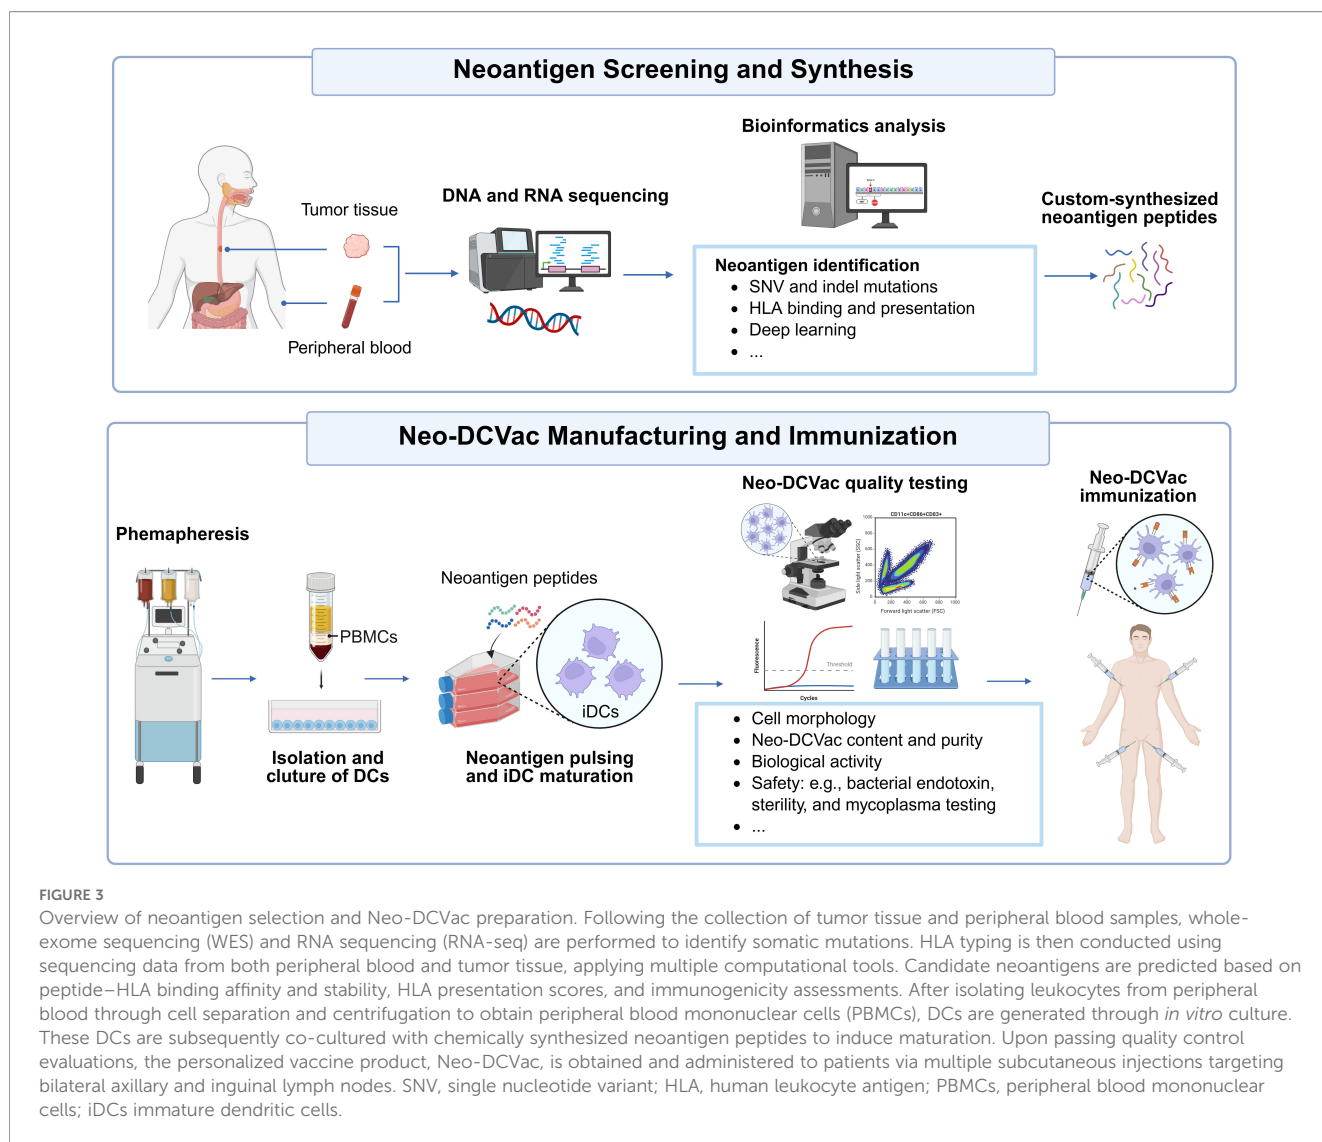 Neoantigen Screening and Synthesis
Bioinformatics analysis
DNA and RNA sequencing
Custom-synthesized
neoantigen peptides
Tumor tissue
Peripheral blood
Neoantigen identification
• SNV and indel mutations
• HLA binding and presentation
• Deep learning
• ...
Neo-DCVac Manufacturing and Immunization
Phemapheresis
PBMCs
Isolation and
cluture of DCs
Neoantigen peptides
iDCs
Neoantigen pulsing
and iDC maturation
Neo-DCVac quality testing
CD11c+CD86+CD83+
Side light scatter (SSC)
1000
800
600
400
200
0
0 200 400 600 800 1000
Forward light scatter (FSC)
Fluorescence
Threshold
Cycles
• Cell morphology
• Neo-DCVac content and purity
• Biological activity
• Safety: e.g., bacterial endotoxin,
sterility, and mycoplasma testing
• ...
Neo-DCVac
immunization
FIGURE 3
Overview of neoantigen selection and Neo-DCVac preparation. Following the collection of tumor tissue and peripheral blood samples, whole-
exome sequencing (WES) and RNA sequencing (RNA-seq) are performed to identify somatic mutations. HLA typing is then conducted using
sequencing data from both peripheral blood and tumor tissue, applying multiple computational tools. Candidate neoantigens are predicted based on
peptide–HLA binding affinity and stability, HLA presentation scores, and immunogenicity assessments. After isolating leukocytes from peripheral
blood through cell separation and centrifugation to obtain peripheral blood mononuclear cells (PBMCs), DCs are generated through in vitro culture.
These DCs are subsequently co-cultured with chemically synthesized neoantigen peptides to induce maturation. Upon passing quality control
evaluations, the personalized vaccine product, Neo-DCVac, is obtained and administered to patients via multiple subcutaneous injections targeting
bilateral axillary and inguinal lymph nodes. SNV, single nucleotide variant; HLA, human leukocyte antigen; PBMCs, peripheral blood mononuclear
cells; iDCs immature dendritic cells.